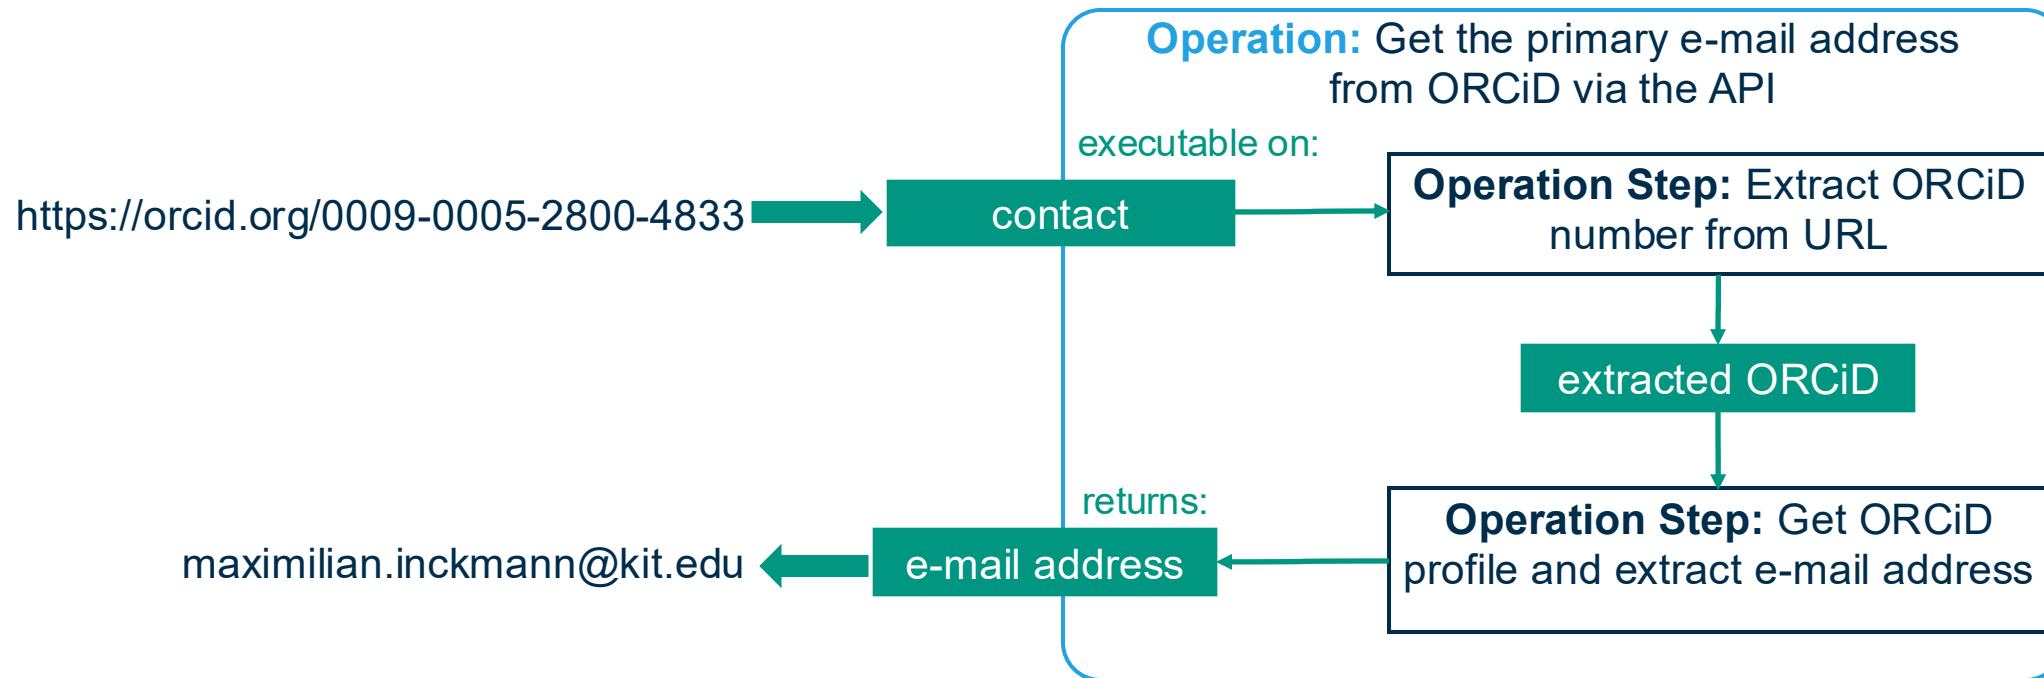 Operation: Get the primary e-mail address
from ORCiD via the API
executable on:
https://orcid.org/0009-0005-2800-4833
contact
Operation Step: Extract ORCiD
number from URL
extracted ORCiD
returns:
Operation Step: Get ORCiD
profile and extract e-mail address
e-mail address
maximilian.inckmann@kit.edu